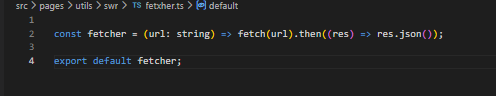 src > pages > utils > swr > TS fetxher.ts > default
1
2 const fetcher = (url: string) => fetch(url).then((res) => res.json());
3
4 export default fetcher;